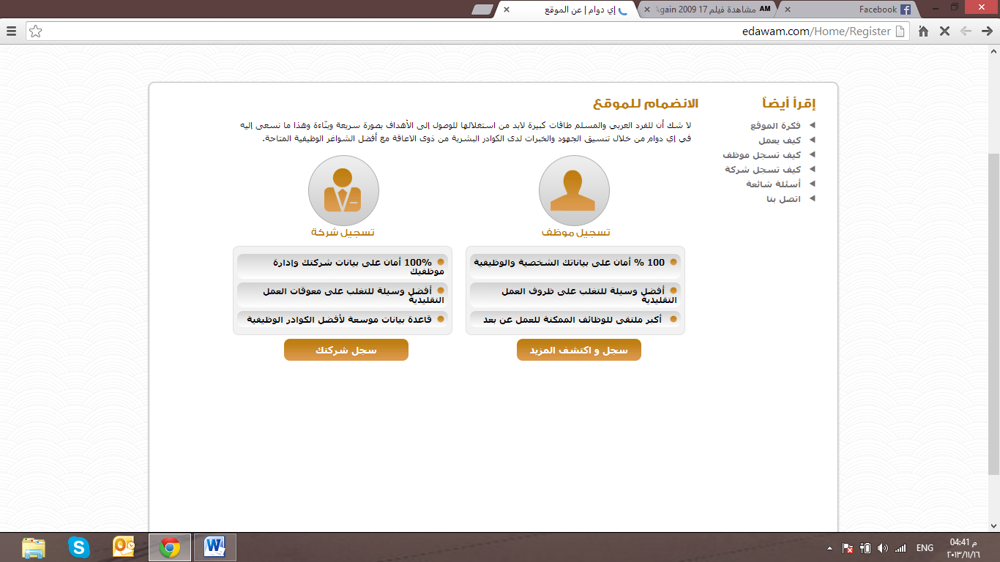 Facebook
مشاهدة فيلم 17 Again 2009
إي دوام | عن الموقع
edawam.com/Home/Register
إقرأ أيضاً
فكرة الموقع
كيف يعمل
كيف تسجل موظف
كيف تسجل شركة
أسئلة شائعة
اتصل بنا
الانضمام للموقع
لا شك أن للفرد العربي والمسلم طاقات كبيرة لابد من استغلالها للوصول إلى الأهداف بصورة سريعة وبنّاءة وهذا ما نسعى إليه
في إي دوام من خلال تنسيق الجهود والخبرات لدى الكوادر البشرية من ذوى الاعاقة مع أفضل الشواغر الوظيفية المتاحة.
تسجيل موظف
100 % أمان على بياناتك الشخصية والوظيفية
أفضل وسيلة للتغلب على ظروف العمل
التقليدية
أكبر ملتقى للوظائف الممكنة للعمل عن بعد
سجل و اكتشف المزيد
تسجيل شركة
100% أمان على بيانات شركتك وإدارة
موظفيك
أفضل وسيلة للتغلب على معوقات العمل
التقليدية
قاعدة بيانات موسعة لأفضل الكوادر الوظيفية
سجل شركتك
ENG
04:41 م
٢٠١٣/١١/١٦